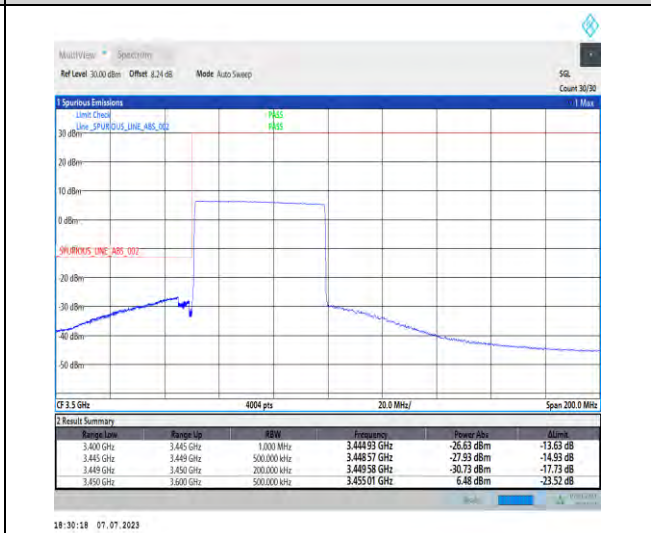 MultiView Spectrum
Ref Level 30.00 dBm Offset 8.24 dB Mode Auto Sweep SGL
Count 30/30
1 Spurious Emissions 1 Max
Limit Check PASS
Line _SPURIOUS_LINE_ABS_002 PASS
30 dBm
20 dBm
10 dBm
0 dBm
_SPURIOUS_LINE_ABS_002
-20 dBm
-30 dBm
-40 dBm
-50 dBm
CF 3.5 GHz 4004 pts 20.0 MHz/ Span 200.0 MHz
2 Result Summary
Range Low Range Up RBW Frequency Power Abs ΔLimit
3.400 GHz 3.445 GHz 1.000 MHz 3.444 93 GHz -26.63 dBm -13.63 dB
3.445 GHz 3.449 GHz 500.000 kHz 3.448 57 GHz -27.93 dBm -14.93 dB
3.449 GHz 3.450 GHz 200.000 kHz 3.449 58 GHz -30.73 dBm -17.73 dB
3.450 GHz 3.600 GHz 500.000 kHz 3.455 01 GHz 6.48 dBm -23.52 dB
18:30:18 07.07.2023